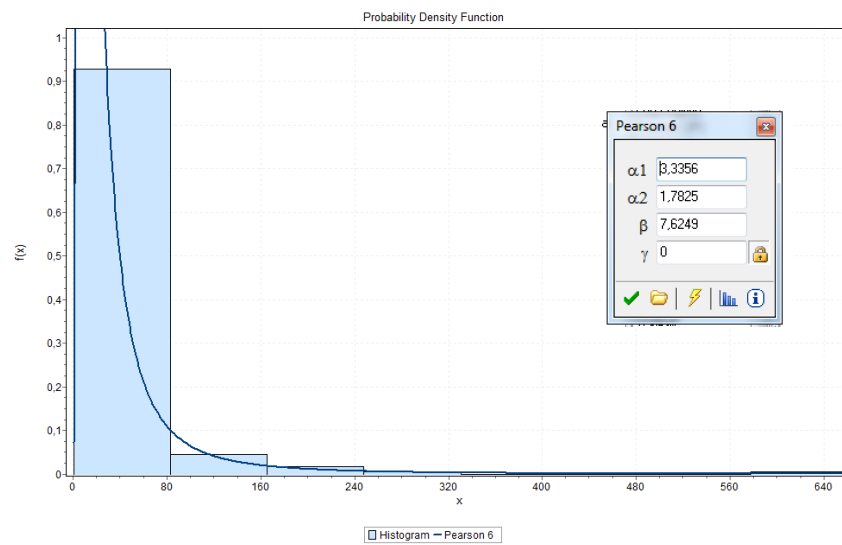 Probability Density Function
1
0,9
0,8
0,7
0,6
0,5
0,4
0,3
0,2
0,1
0
f(x)
0 80 160 240 320 400 480 560 640
x
Histogram Pearson 6
Pearson 6
α1 3,3356
α2 1,7825
β 7,6249
γ 0